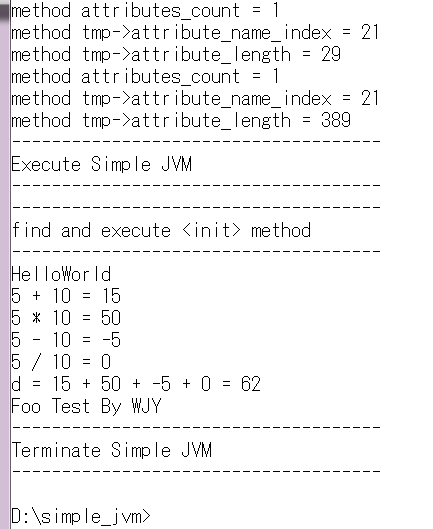 method attributes_count = 1
method tmp->attribute_name_index = 21
method tmp->attribute_length = 29
method attributes_count = 1
method tmp->attribute_name_index = 21
method tmp->attribute_length = 389
-----------------------------------
Execute Simple JVM
-----------------------------------
-----------------------------------
find and execute <init> method
-----------------------------------
HelloWorld
5 + 10 = 15
5 * 10 = 50
5 - 10 = -5
5 / 10 = 0
d = 15 + 50 + -5 + 0 = 62
Foo Test By WJY
-----------------------------------
Terminate Simple JVM
-----------------------------------
D:\simple_jvm>